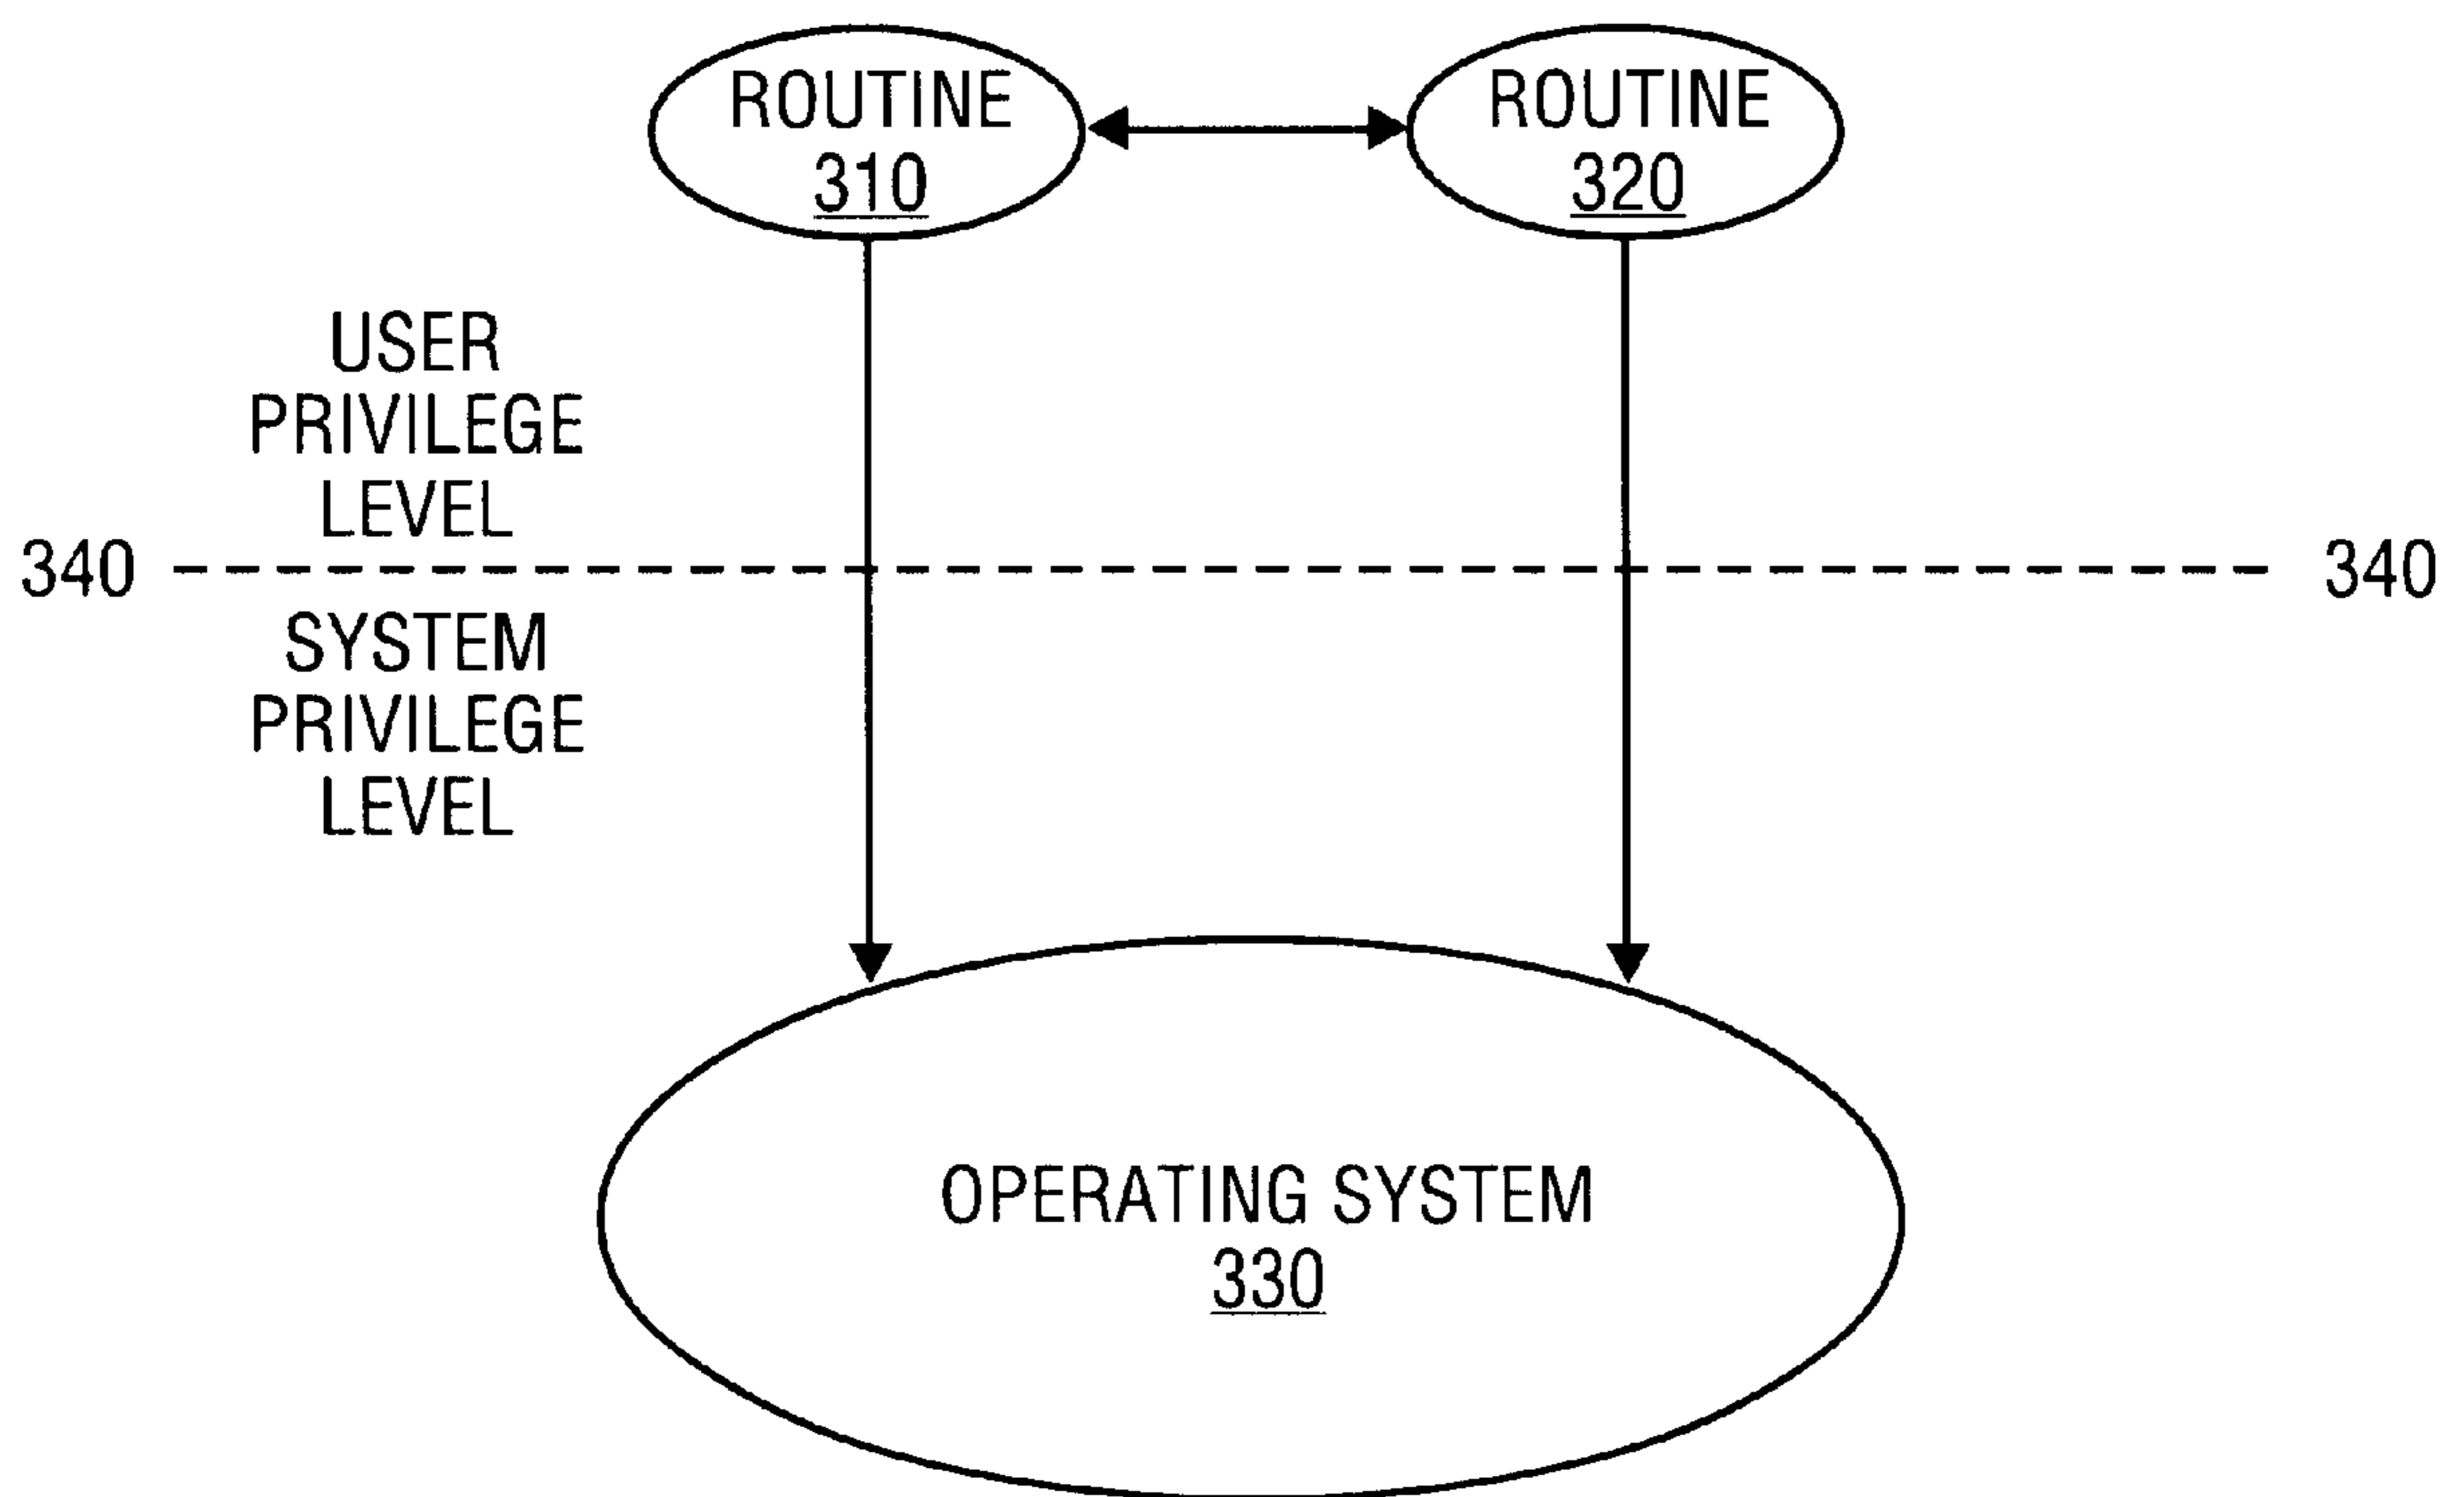 ROUTINE
310
ROUTINE
320
USER
PRIVILEGE
LEVEL
340
340
SYSTEM
PRIVILEGE
LEVEL
OPERATING SYSTEM
330